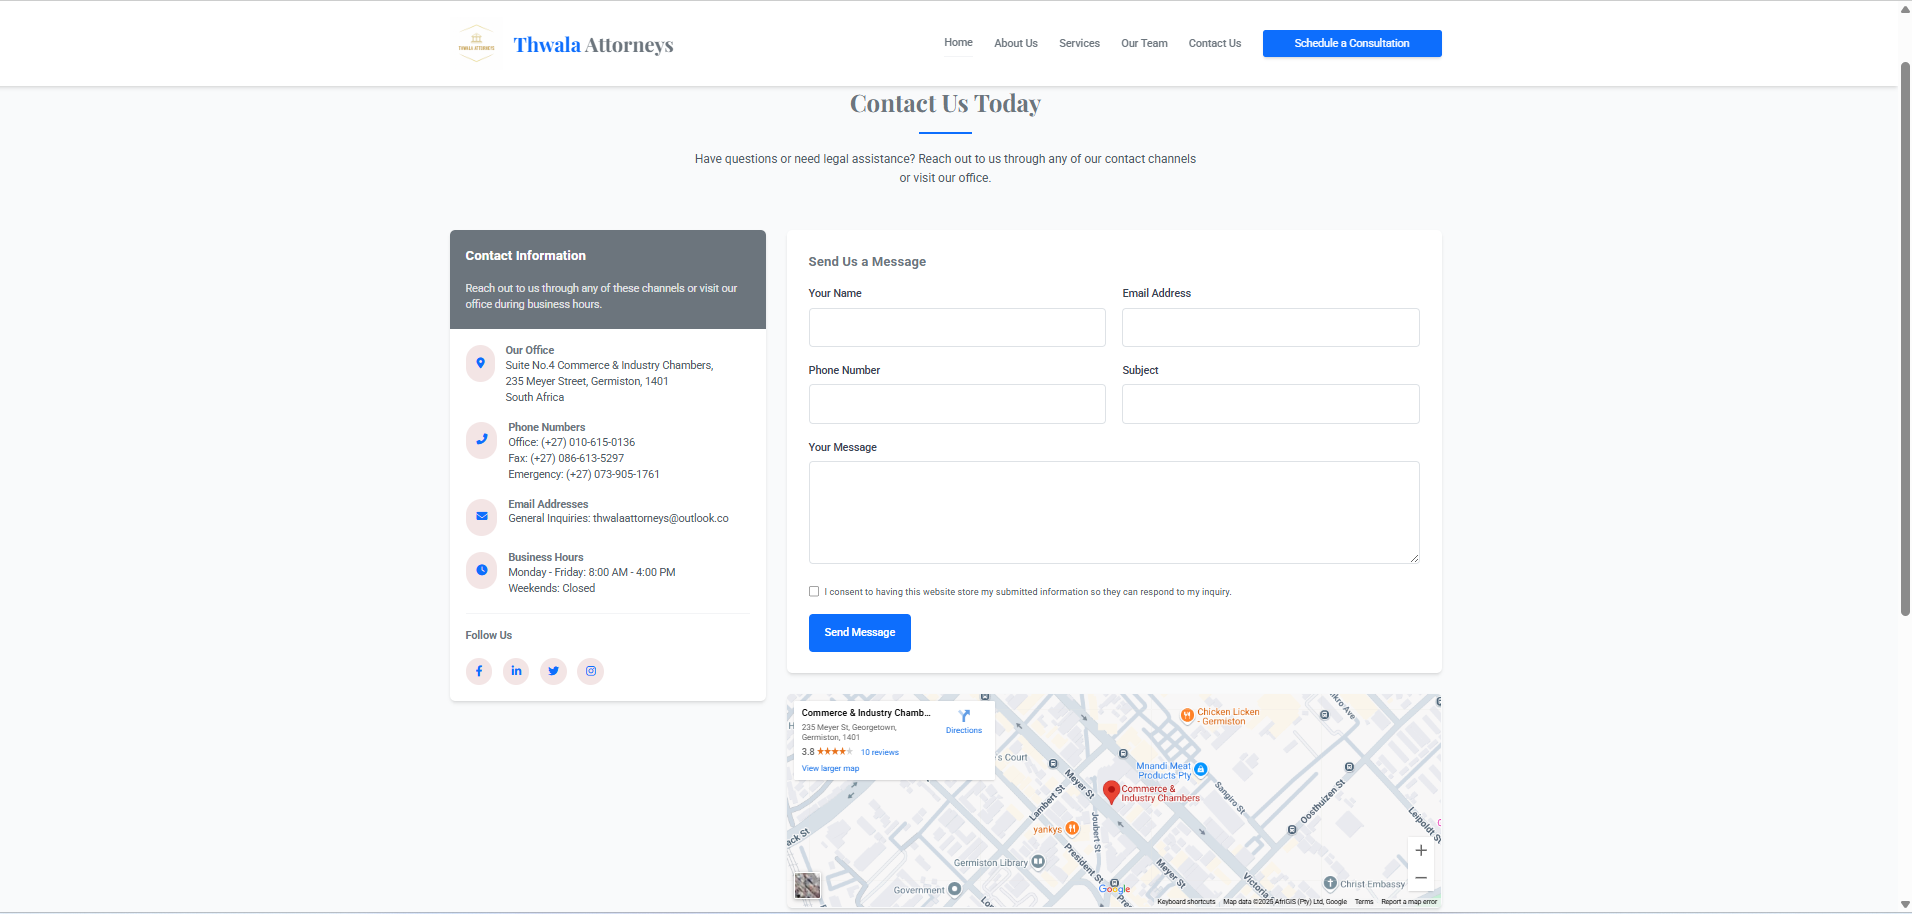 THWALA ATTORNEYS
Thwala Attorneys
Home
About Us
Services
Our Team
Contact Us
Schedule a Consultation
Contact Us Today
Have questions or need legal assistance? Reach out to us through any of our contact channels
or visit our office.
Contact Information
Reach out to us through any of these channels or visit our
office during business hours.
Our Office
Suite No.4 Commerce & Industry Chambers,
235 Meyer Street, Germiston, 1401
South Africa
Phone Numbers
Office: (+27) 010-615-0136
Fax: (+27) 086-613-5297
Emergency: (+27) 073-905-1761
Email Addresses
General Inquiries: thwalaattorneys@outlook.co
Business Hours
Monday - Friday: 8:00 AM - 4:00 PM
Weekends: Closed
Follow Us
Send Us a Message
Your Name
Email Address
Phone Number
Subject
Your Message
I consent to having this website store my submitted information so they can respond to my inquiry.
Send Message
Commerce & Industry Chamb...
235 Meyer St, Georgetown,
Germiston, 1401
3.8
10 reviews
View larger map
Directions
Chicken Licken
- Germiston
's Court
Mnandi Meat
Products Pty
Commerce &
Industry Chambers
Meyer St
Lambert St
Sangiro St
Oosthuizen St
Leipoldt S
yankys
Joubert St
President St
Meyer St
Victoria
Germiston Library
Government
Christ Embassy
ack St
Google
Keyboard shortcuts
Map data ©2025 AfriGIS (Pty) Ltd, Google
Terms
Report a map error